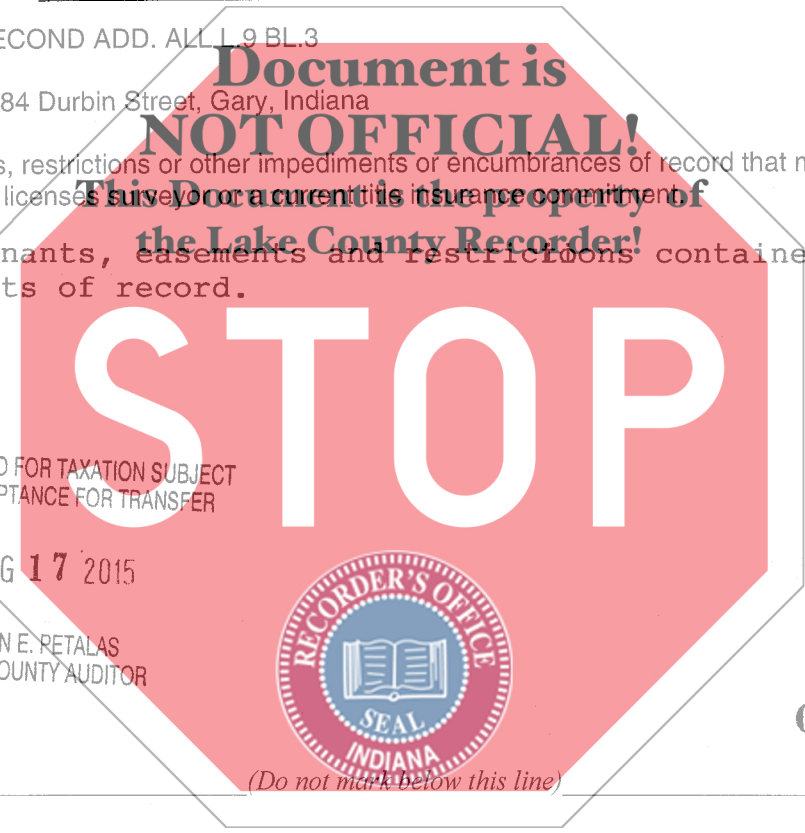 ECOND ADD. ALL L.9 BL.3
Document is
84 Durbin Street, Gary, Indiana
NOT OFFICIAL!
s, restrictions or other impediments or encumbrances of record that m
This Document is the property of
licenses surveyor or a current title insurance commitment.
the Lake County Recorder!
nants, easements and restrictions containe
ts of record.
STOP
D FOR TAXATION SUBJECT
PTANCE FOR TRANSFER
G 17 2015
N E. PETALAS
OUNTY AUDITOR
RECORDER'S OFFICE
SEAL
INDIANA
(Do not mark below this line)